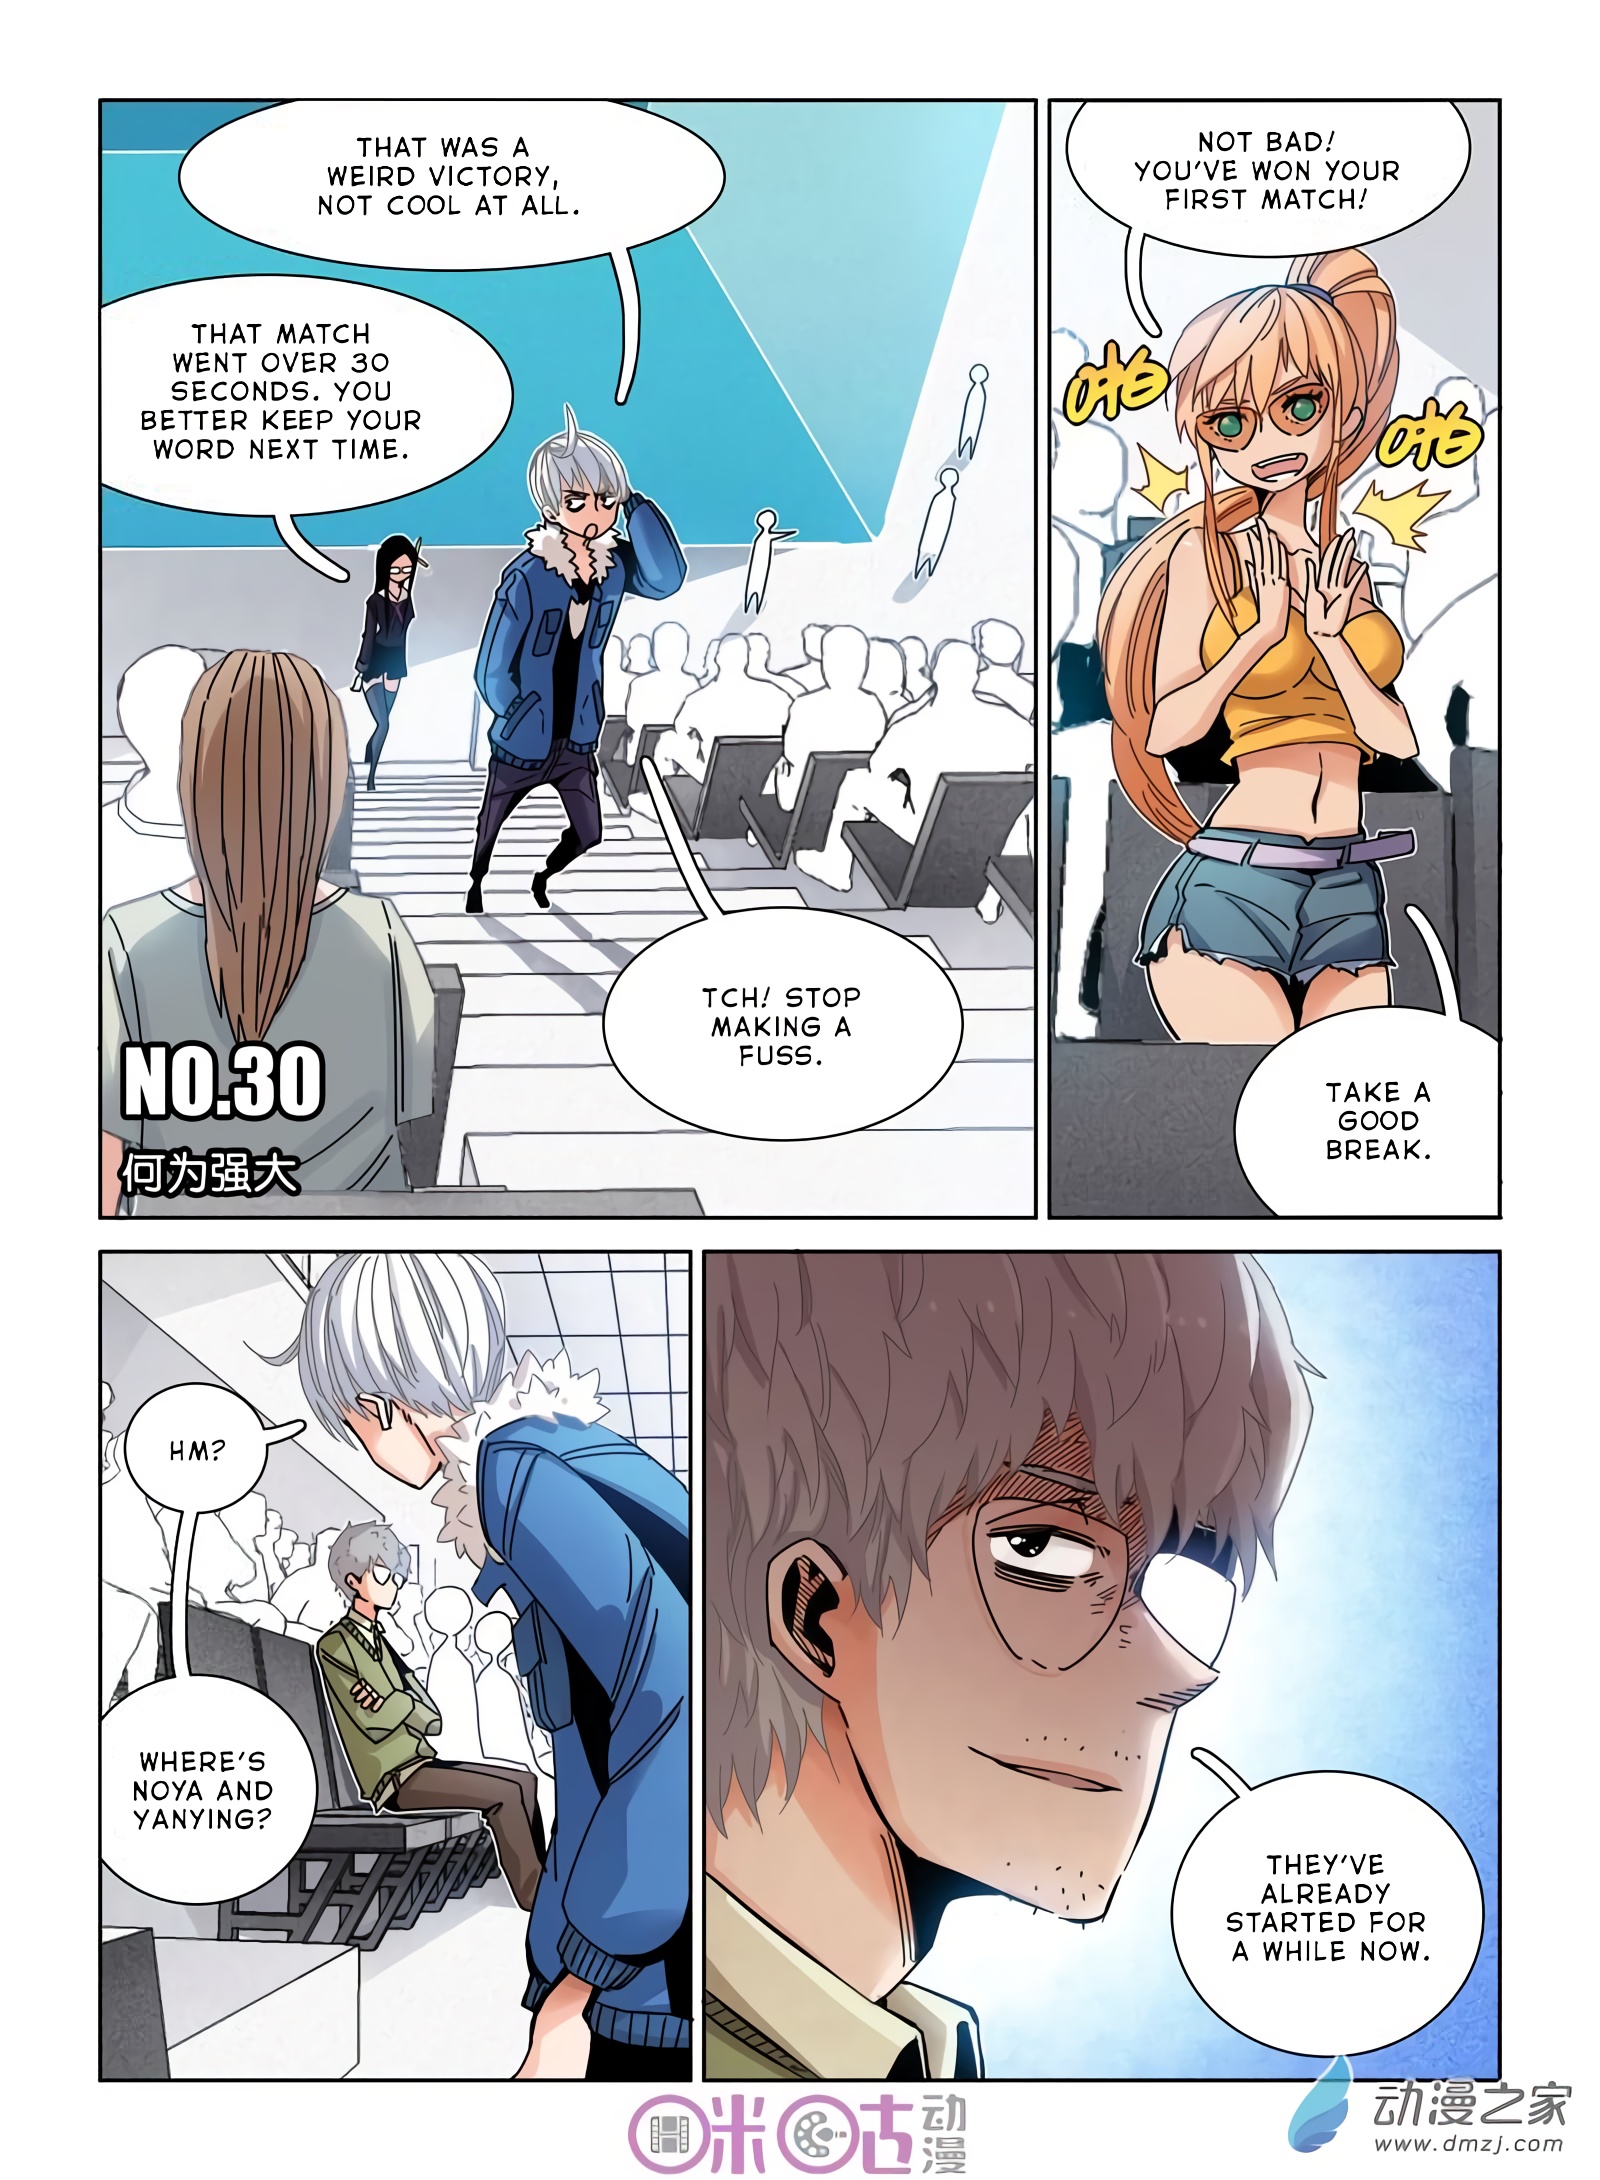 THAT WAS A
WEIRD VICTORY,
NOT COOL AT ALL.
THAT MATCH
WENT OVER 30
SECONDS. YOU
BETTER KEEP YOUR
WORD NEXT TIME.
TCH! STOP
MAKING A
FUSS.
NO.30
何为强大
NOT BAD!
YOU'VE WON YOUR
FIRST MATCH!
啪
啪
TAKE A
GOOD
BREAK.
HM?
WHERE'S
NOYA AND
YANYING?
THEY'VE
ALREADY
STARTED FOR
A WHILE NOW.
咪咕动漫
动漫之家
www.dmzj.com